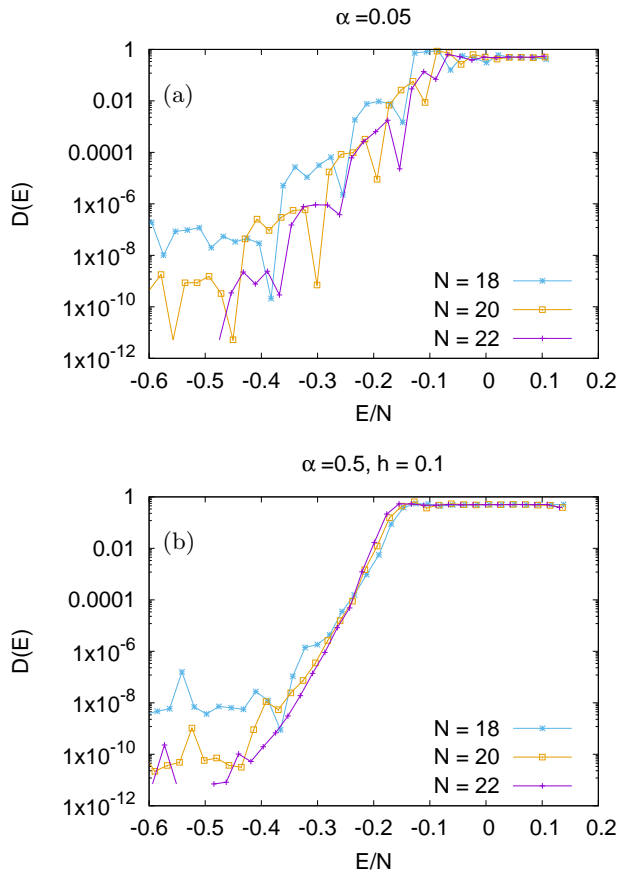 α =0.05
(a)
D(E)
1
0.01
0.0001
1x10-6
1x10-8
1x10-10
1x10-12
N = 18
N = 20
N = 22
-0.6 -0.5 -0.4 -0.3 -0.2 -0.1 0 0.1 0.2
E/N
α =0.5, h = 0.1
(b)
D(E)
1
0.01
0.0001
1x10-6
1x10-8
1x10-10
1x10-12
N = 18
N = 20
N = 22
-0.6 -0.5 -0.4 -0.3 -0.2 -0.1 0 0.1 0.2
E/N